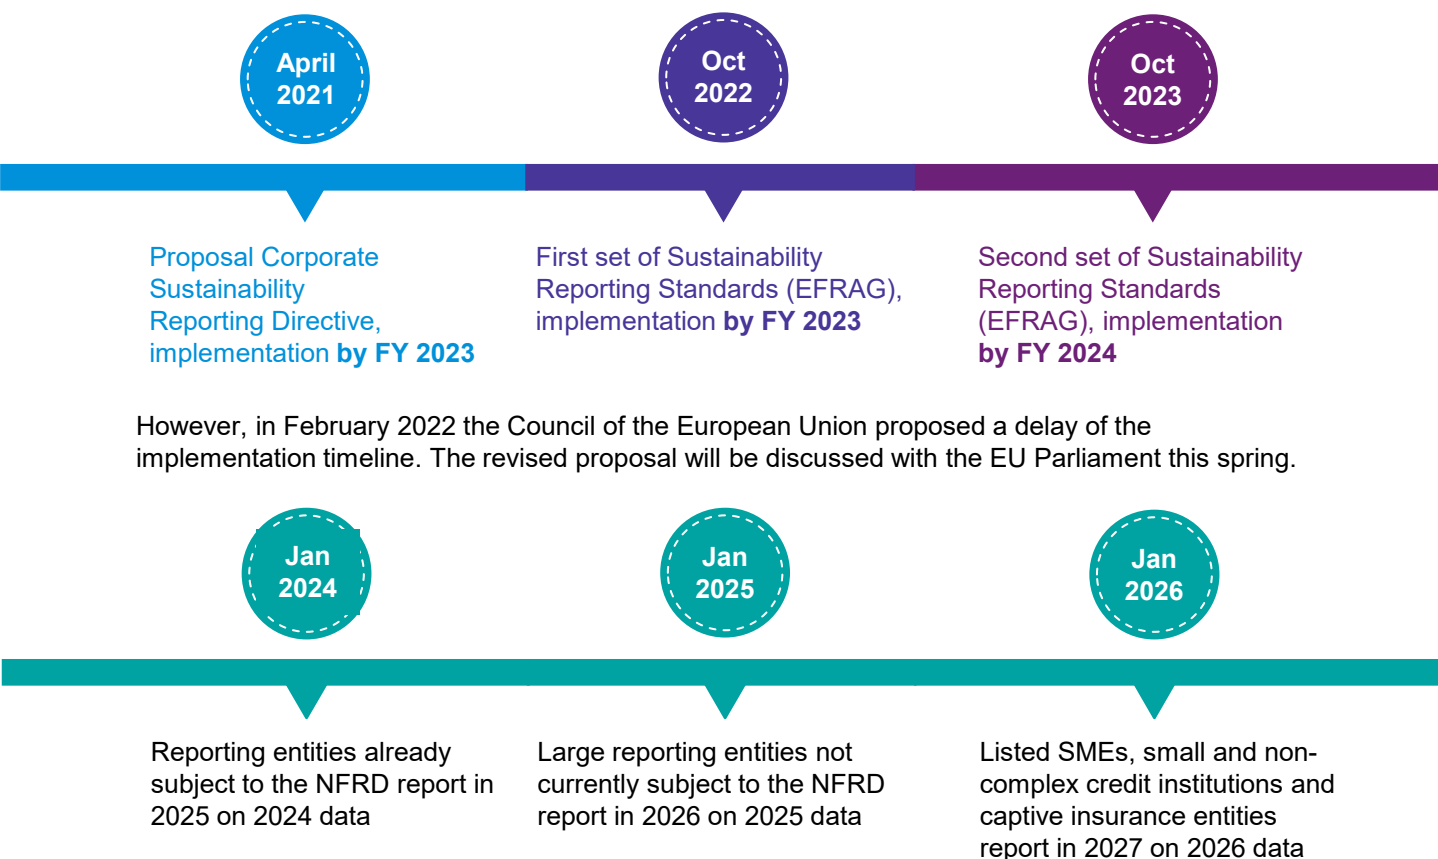 April
2021
Oct
2022
Oct
2023
Proposal Corporate
Sustainability
Reporting Directive,
implementation by FY 2023
First set of Sustainability
Reporting Standards (EFRAG),
implementation by FY 2023
Second set of Sustainability
Reporting Standards
(EFRAG), implementation
by FY 2024
However, in February 2022 the Council of the European Union proposed a delay of the
implementation timeline. The revised proposal will be discussed with the EU Parliament this spring.
Jan
2024
Jan
2025
Jan
2026
Reporting entities already
subject to the NFRD report in
2025 on 2024 data
Large reporting entities not
currently subject to the NFRD
report in 2026 on 2025 data
Listed SMEs, small and non-
complex credit institutions and
captive insurance entities
report in 2027 on 2026 data